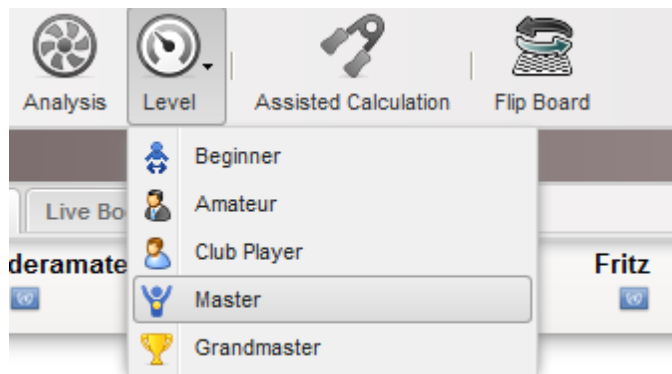 Analysis
Level
Assisted Calculation
Flip Board
Beginner
Live Bo
Amateur
Club Player
deramate
Fritz
Master
Grandmaster